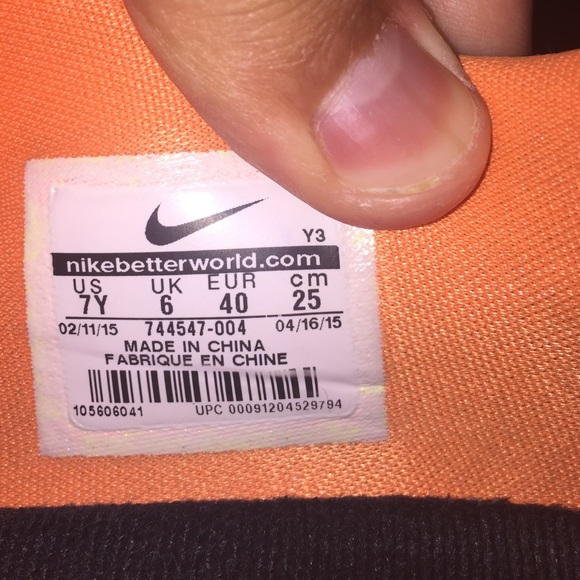 Y3
nikebetterworld.com
US UK EUR cm
7Y 6 40 25
02/11/15 744547-004 04/16/15
MADE IN CHINA
FABRIQUE EN CHINE
105606041 UPC 00091204529794